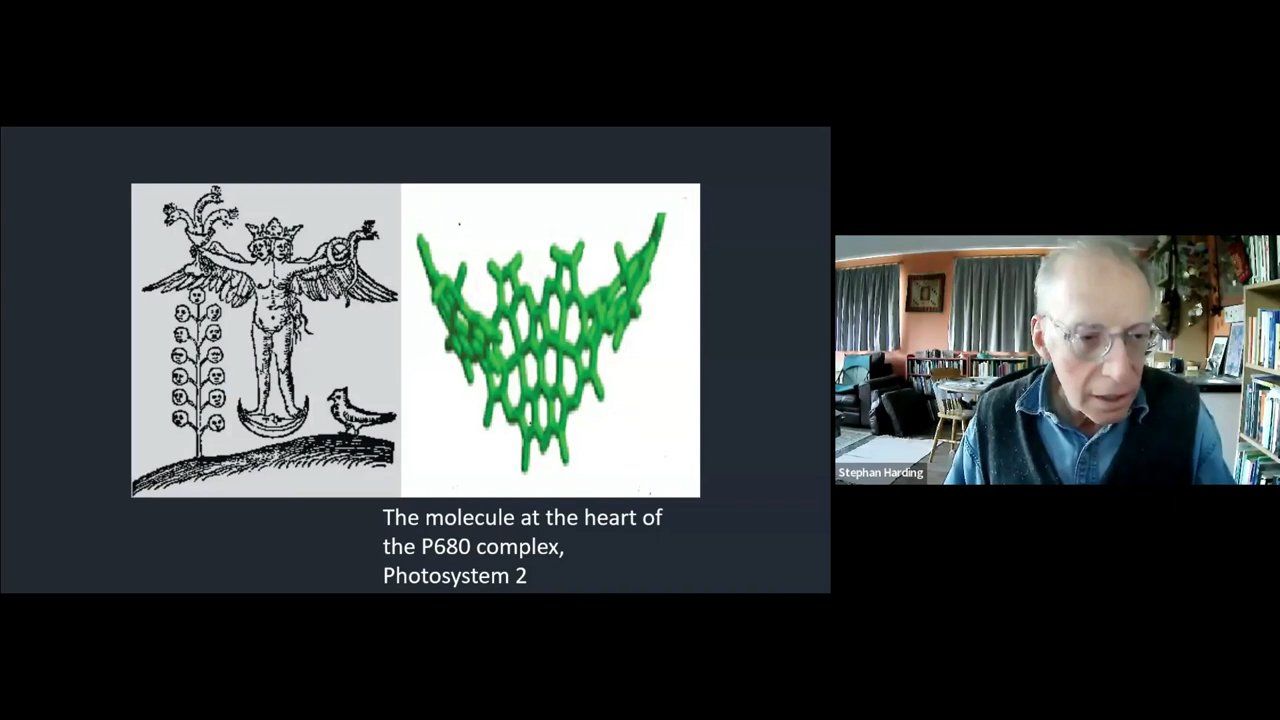 The molecule at the heart of
the P680 complex,
Photosystem 2
Stephan Harding